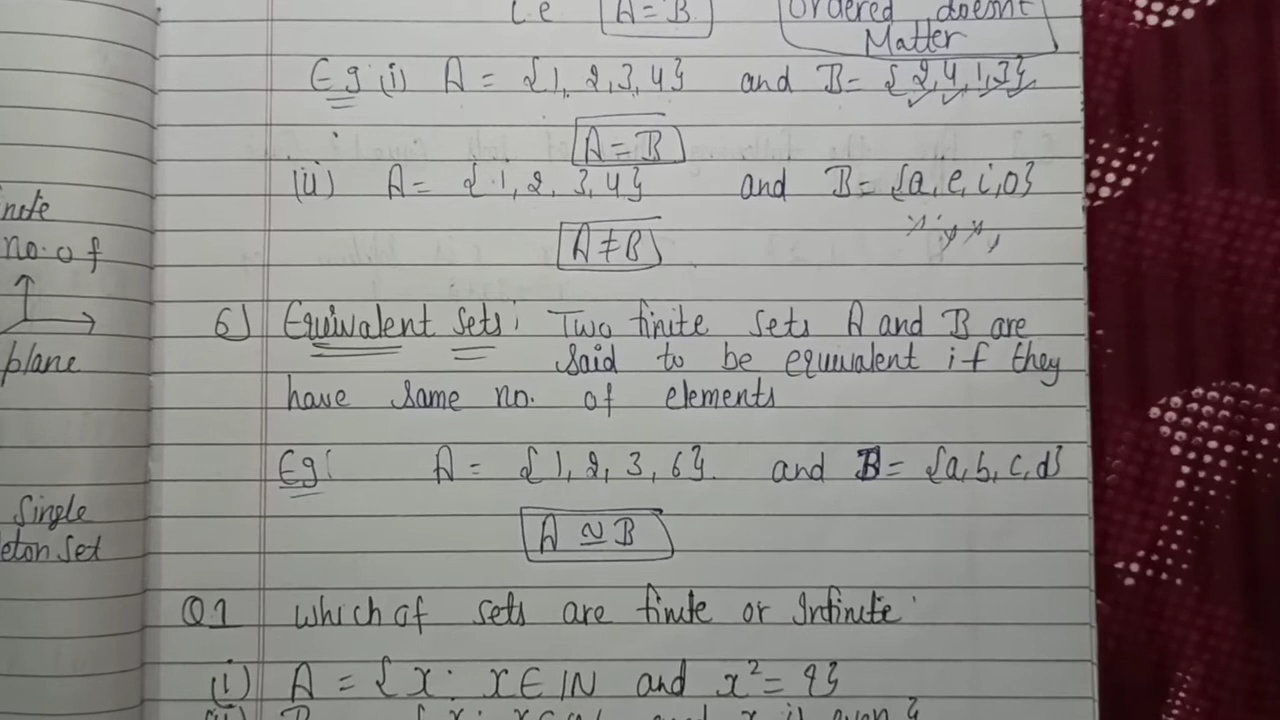 i.e A = B ordered doesn't
Matter
Eg (i) A = {1, 2, 3, 4} and B = {2, 4, 1, 3}
A = B
(ii) A = {1, 2, 3, 4} and B = {a, e, i, o}
A ≠ B
6) Equivalent sets: Two finite sets A and B are
said to be equivalent if they
have same no. of elements
Eg: A = {1, 2, 3, 6}. and B = {a, b, c, d}
A ≃ B
Q1 Which of sets are finite or Infinite
(i) A = {x : x ∈ IN and x² = 9}
no. of
plane
Single
eton set